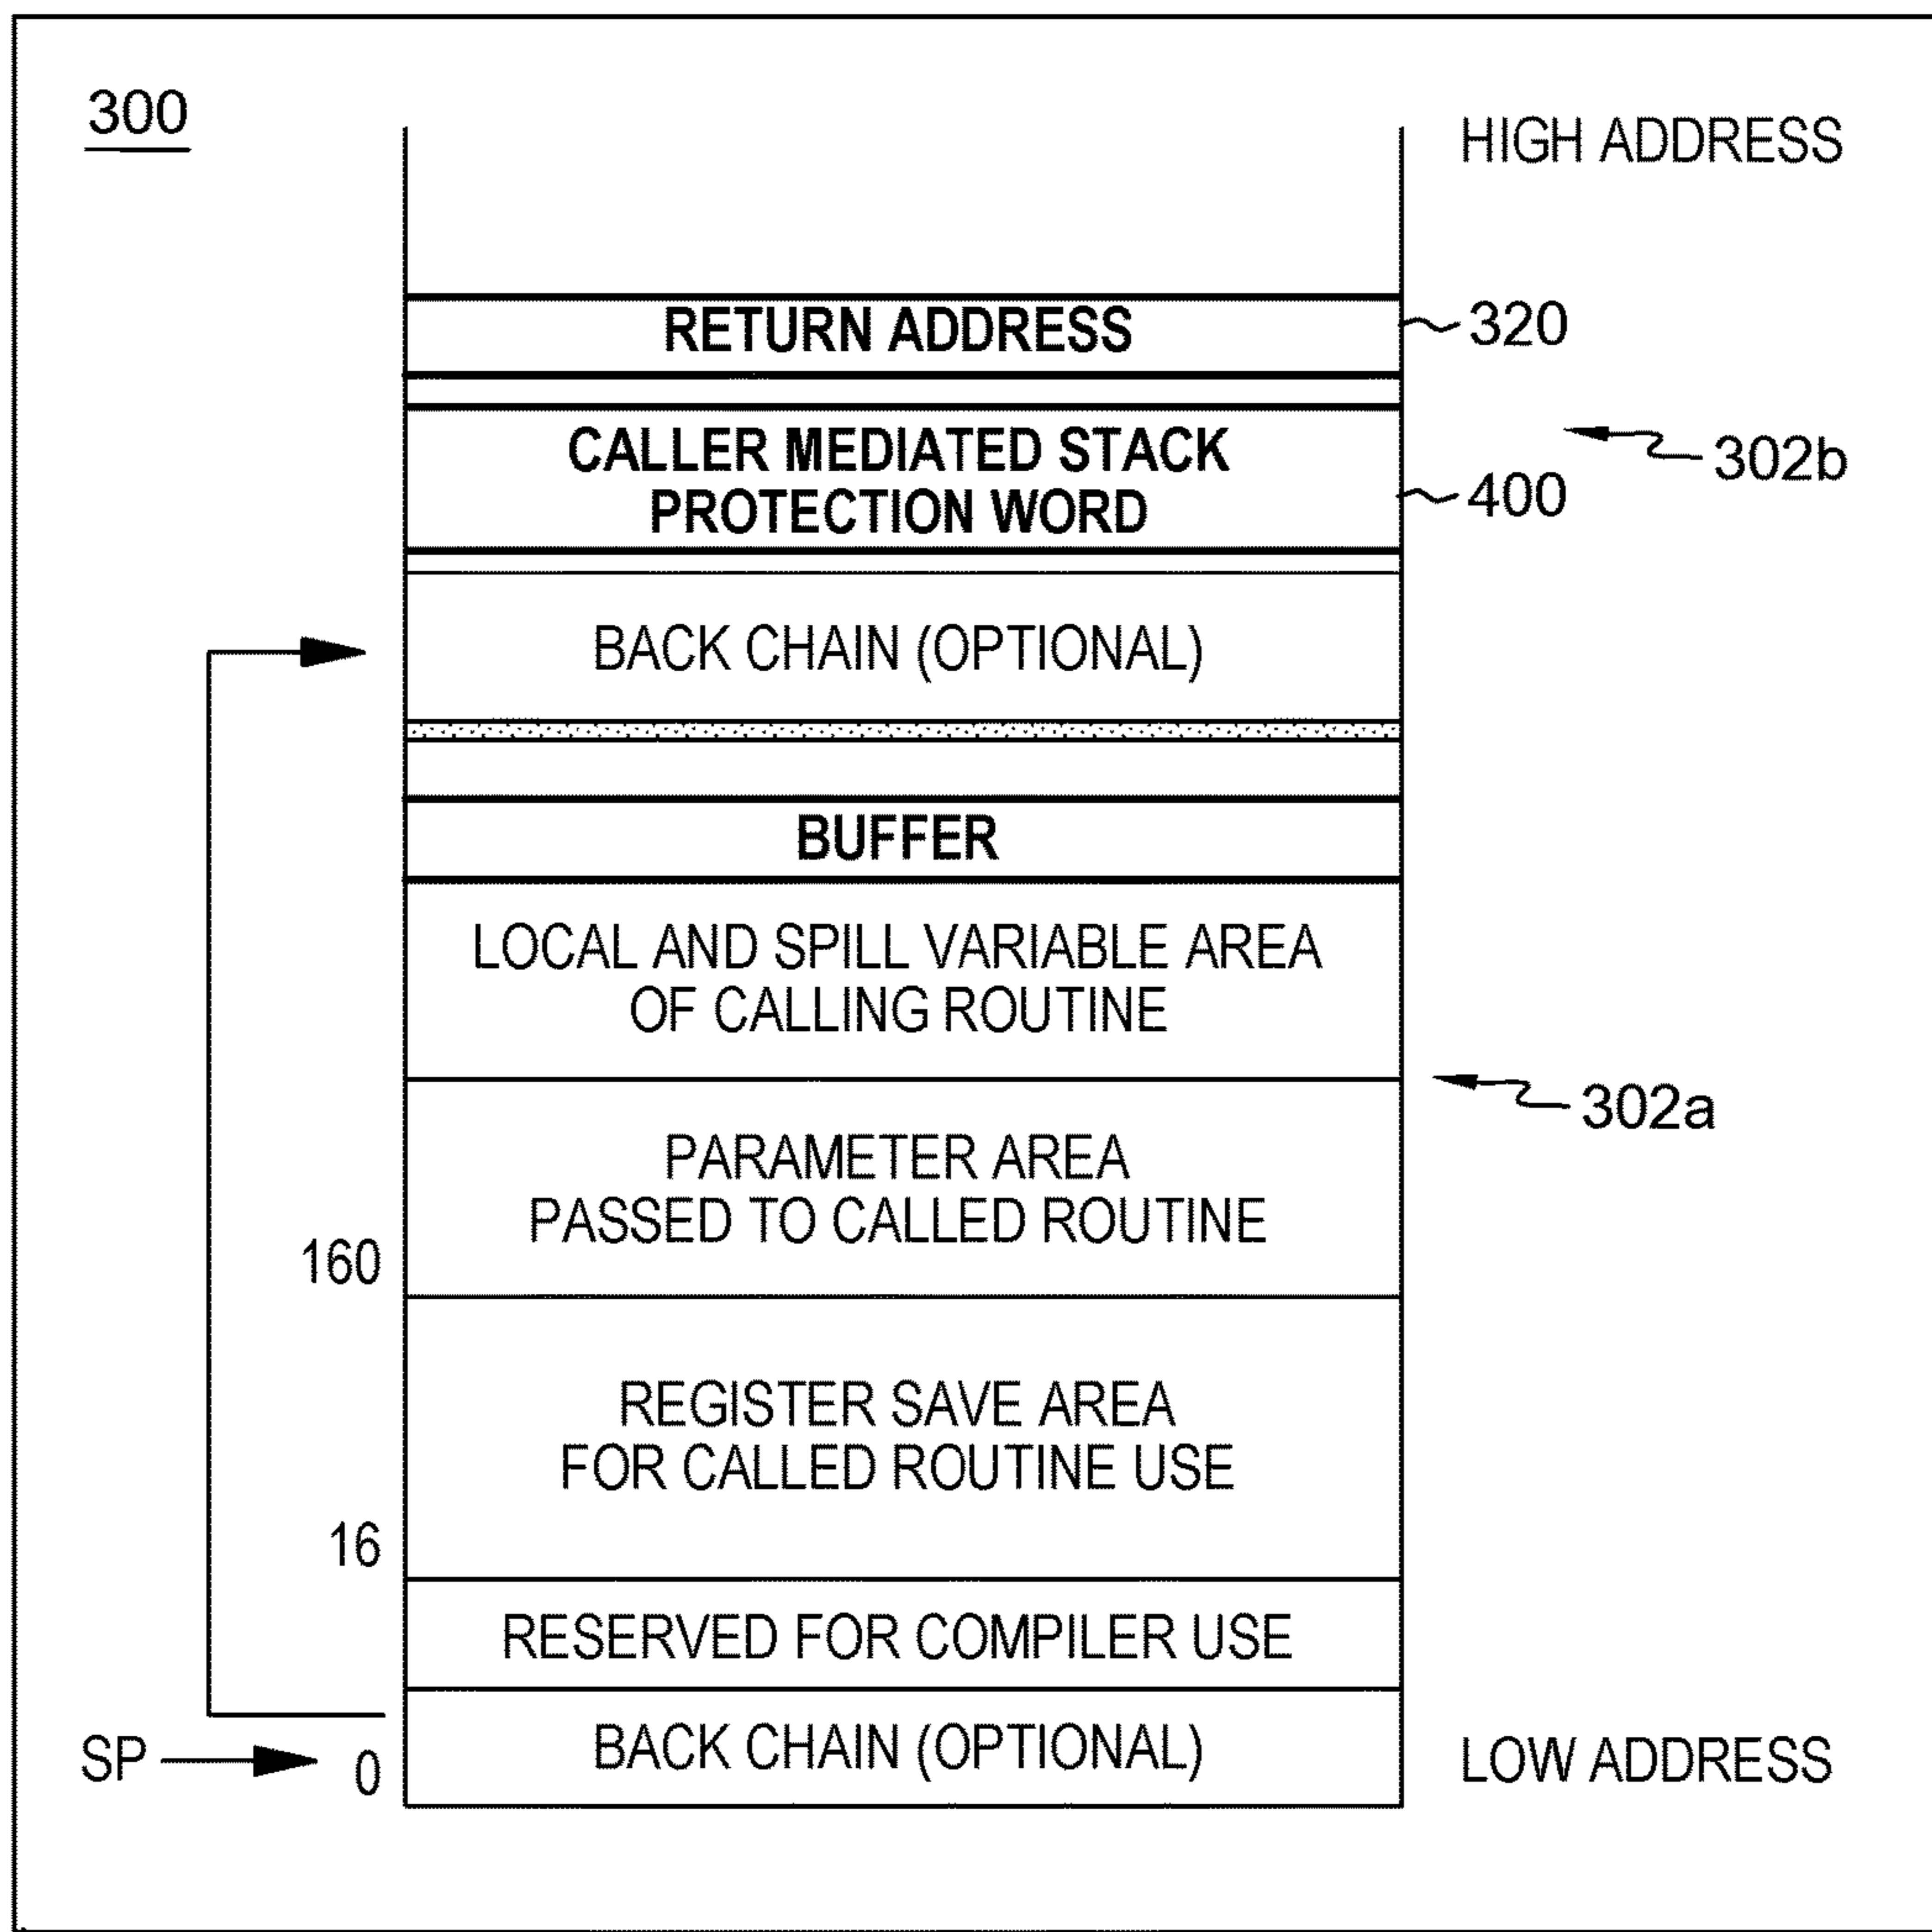 300
HIGH ADDRESS
RETURN ADDRESS
320
CALLER MEDIATED STACK
PROTECTION WORD
302b
400
BACK CHAIN (OPTIONAL)
BUFFER
LOCAL AND SPILL VARIABLE AREA
OF CALLING ROUTINE
302a
PARAMETER AREA
PASSED TO CALLED ROUTINE
160
REGISTER SAVE AREA
FOR CALLED ROUTINE USE
16
RESERVED FOR COMPILER USE
SP
0
BACK CHAIN (OPTIONAL)
LOW ADDRESS